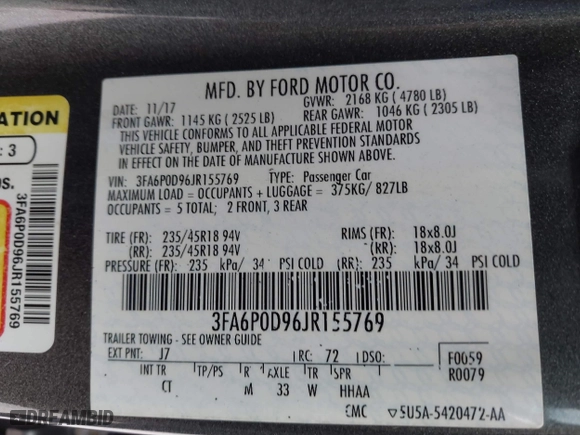 MFD. BY FORD MOTOR CO.
DATE: 11/17
GVWR: 2168 KG ( 4780 LB)
FRONT GAWR: 1145 KG ( 2525 LB)
REAR GAWR: 1046 KG ( 2305 LB)
THIS VEHICLE CONFORMS TO ALL APPLICABLE FEDERAL MOTOR
VEHICLE SAFETY, BUMPER, AND THEFT PREVENTION STANDARDS
IN EFFECT ON THE DATE OF MANUFACTURE SHOWN ABOVE.
VIN: 3FA6P0D96JR155769 TYPE: Passenger Car
MAXIMUM LOAD = OCCUPANTS + LUGGAGE = 375KG/ 827LB
OCCUPANTS = 5 TOTAL; 2 FRONT, 3 REAR
TIRE (FR): 235/45R18 94V RIMS (FR): 18x8.0J
(RR): 235/45R18 94V (RR): 18x8.0J
PRESSURE (FR): 235 kPa/ 34 PSI COLD (RR): 235 kPa/ 34 PSI COLD
3FA6P0D96JR155769
TRAILER TOWING - SEE OWNER GUIDE
EXT PNT: J7 RC: 72 DSO: F0059
R0079
INT TR TP/PS R AXLE TR SPR
CT M 33 W HHAA
CMC ▽5U5A-5420472-AA
ATION
: 3
OS.
3FA6P0D96JR155769
DREAMBID